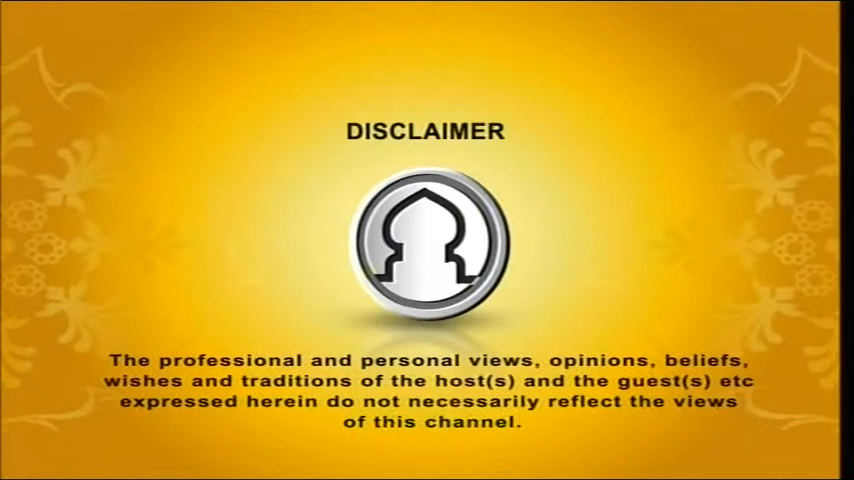 DISCLAIMER
The professional and personal views, opinions, beliefs,
wishes and traditions of the host(s) and the guest(s) etc
expressed herein do not necessarily reflect the views
of this channel.